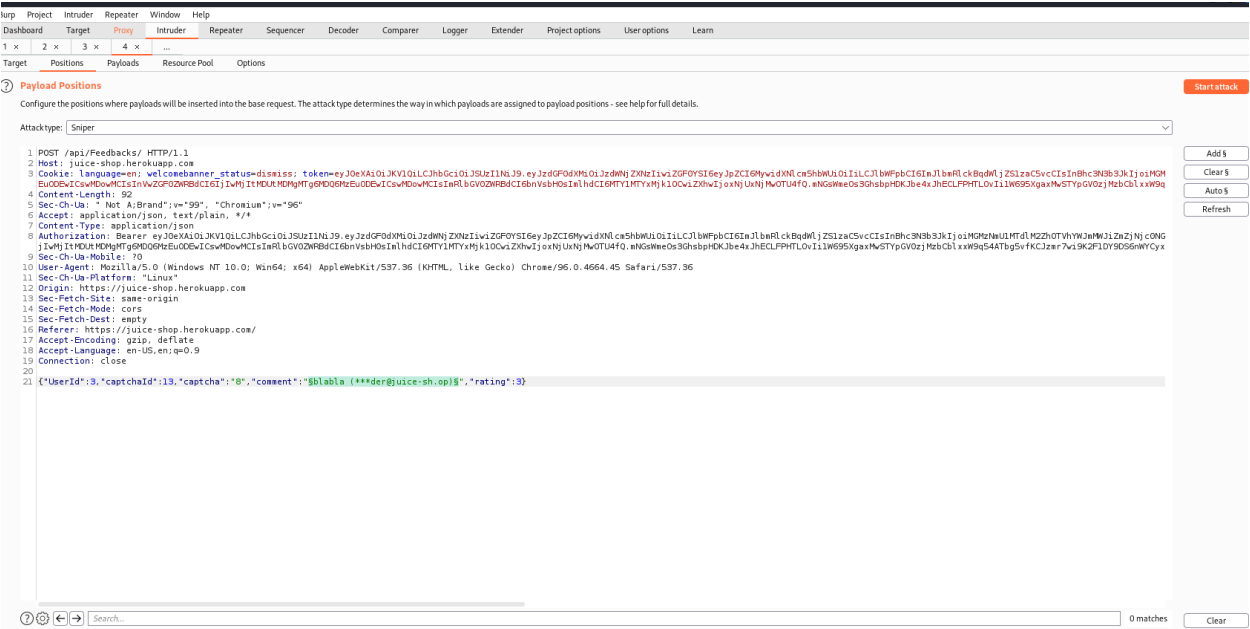 Burp Project Intruder Repeater Window Help
Dashboard Target Proxy Intruder Repeater Sequencer Decoder Comparer Logger Extender Project options User options Learn
1 × 2 × 3 × 4 × ...
Target Positions Payloads Resource Pool Options
? Payload Positions
Start attack
Configure the positions where payloads will be inserted into the base request. The attack type determines the way in which payloads are assigned to payload positions - see help for full details.
Attack type: Sniper
Add §
Clear §
Auto §
Refresh
1 POST /api/Feedbacks/ HTTP/1.1
2 Host: juice-shop.herokuapp.com
3 Cookie: language=en; welcomebanner_status=dismiss;
4 Content-Length: 92
5 Sec-Ch-Ua: " Not A;Brand";v="99", "Chromium";v="96"
6 Accept: application/json, text/plain, */*
7 Content-Type: application/json
8 Authorization: Bearer
9 Sec-Ch-Ua-Mobile: ?0
10 User-Agent: Mozilla/5.0 (Windows NT 10.0; Win64; x64) AppleWebKit/537.36 (KHTML, like Gecko) Chrome/96.0.4664.45 Safari/537.36
11 Sec-Ch-Ua-Platform: "Linux"
12 Origin: https://juice-shop.herokuapp.com
13 Sec-Fetch-Site: same-origin
14 Sec-Fetch-Mode: cors
15 Sec-Fetch-Dest: empty
16 Referer: https://juice-shop.herokuapp.com/
17 Accept-Encoding: gzip, deflate
18 Accept-Language: en-US,en;q=0.9
19 Connection: close
20
21 {"UserId":3,"captchaId":13,"captcha":"8","comment":"§blabla (***der@juice-sh.op)§","rating":3}
? Search... 0 matches Clear